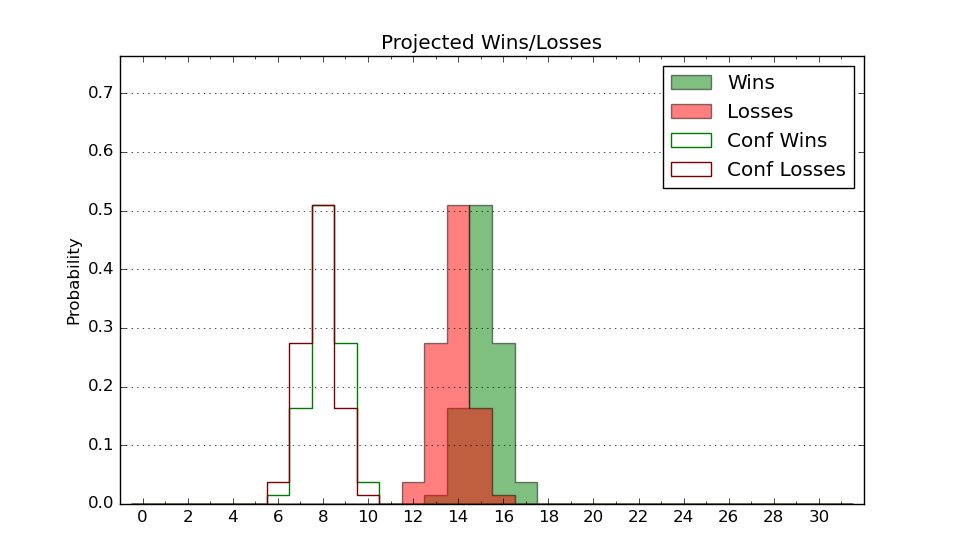 Projected Wins/Losses
Wins
Losses
Conf Wins
Conf Losses
Probability
0.7
0.6
0.5
0.4
0.3
0.2
0.1
0.0
0 2 4 6 8 10 12 14 16 18 20 22 24 26 28 30